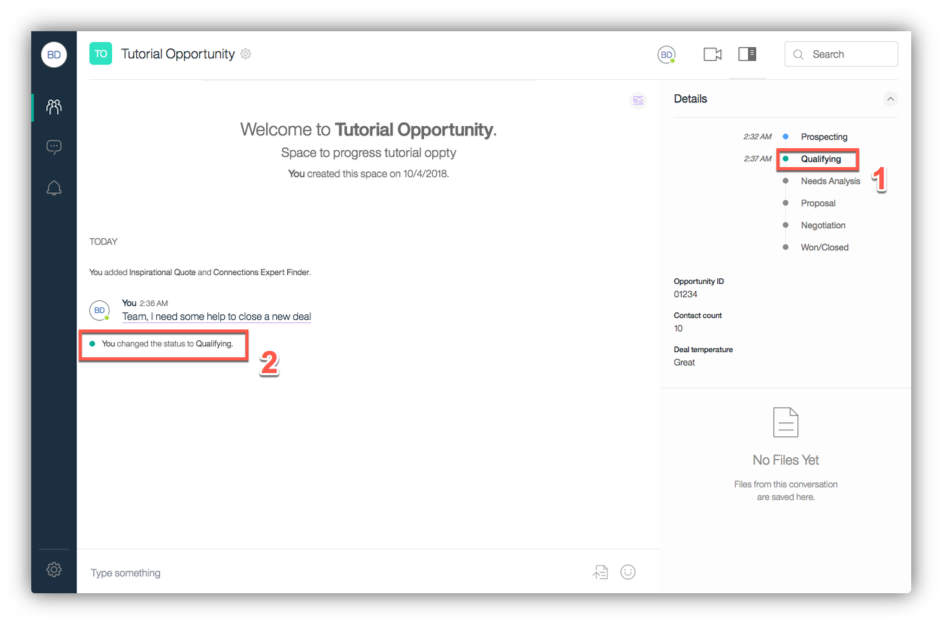 BD
TO Tutorial Opportunity
BD
Search
Welcome to Tutorial Opportunity.
Space to progress tutorial oppty
You created this space on 10/4/2018.
TODAY
You added Inspirational Quote and Connections Expert Finder.
BD
You 2:36 AM
Team, I need some help to close a new deal
You changed the status to Qualifying.
2
Type something
Details
2:32 AM Prospecting
2:37 AM Qualifying
1
Needs Analysis
Proposal
Negotiation
Won/Closed
Opportunity ID
01234
Contact count
10
Deal temperature
Great
No Files Yet
Files from this conversation
are saved here.